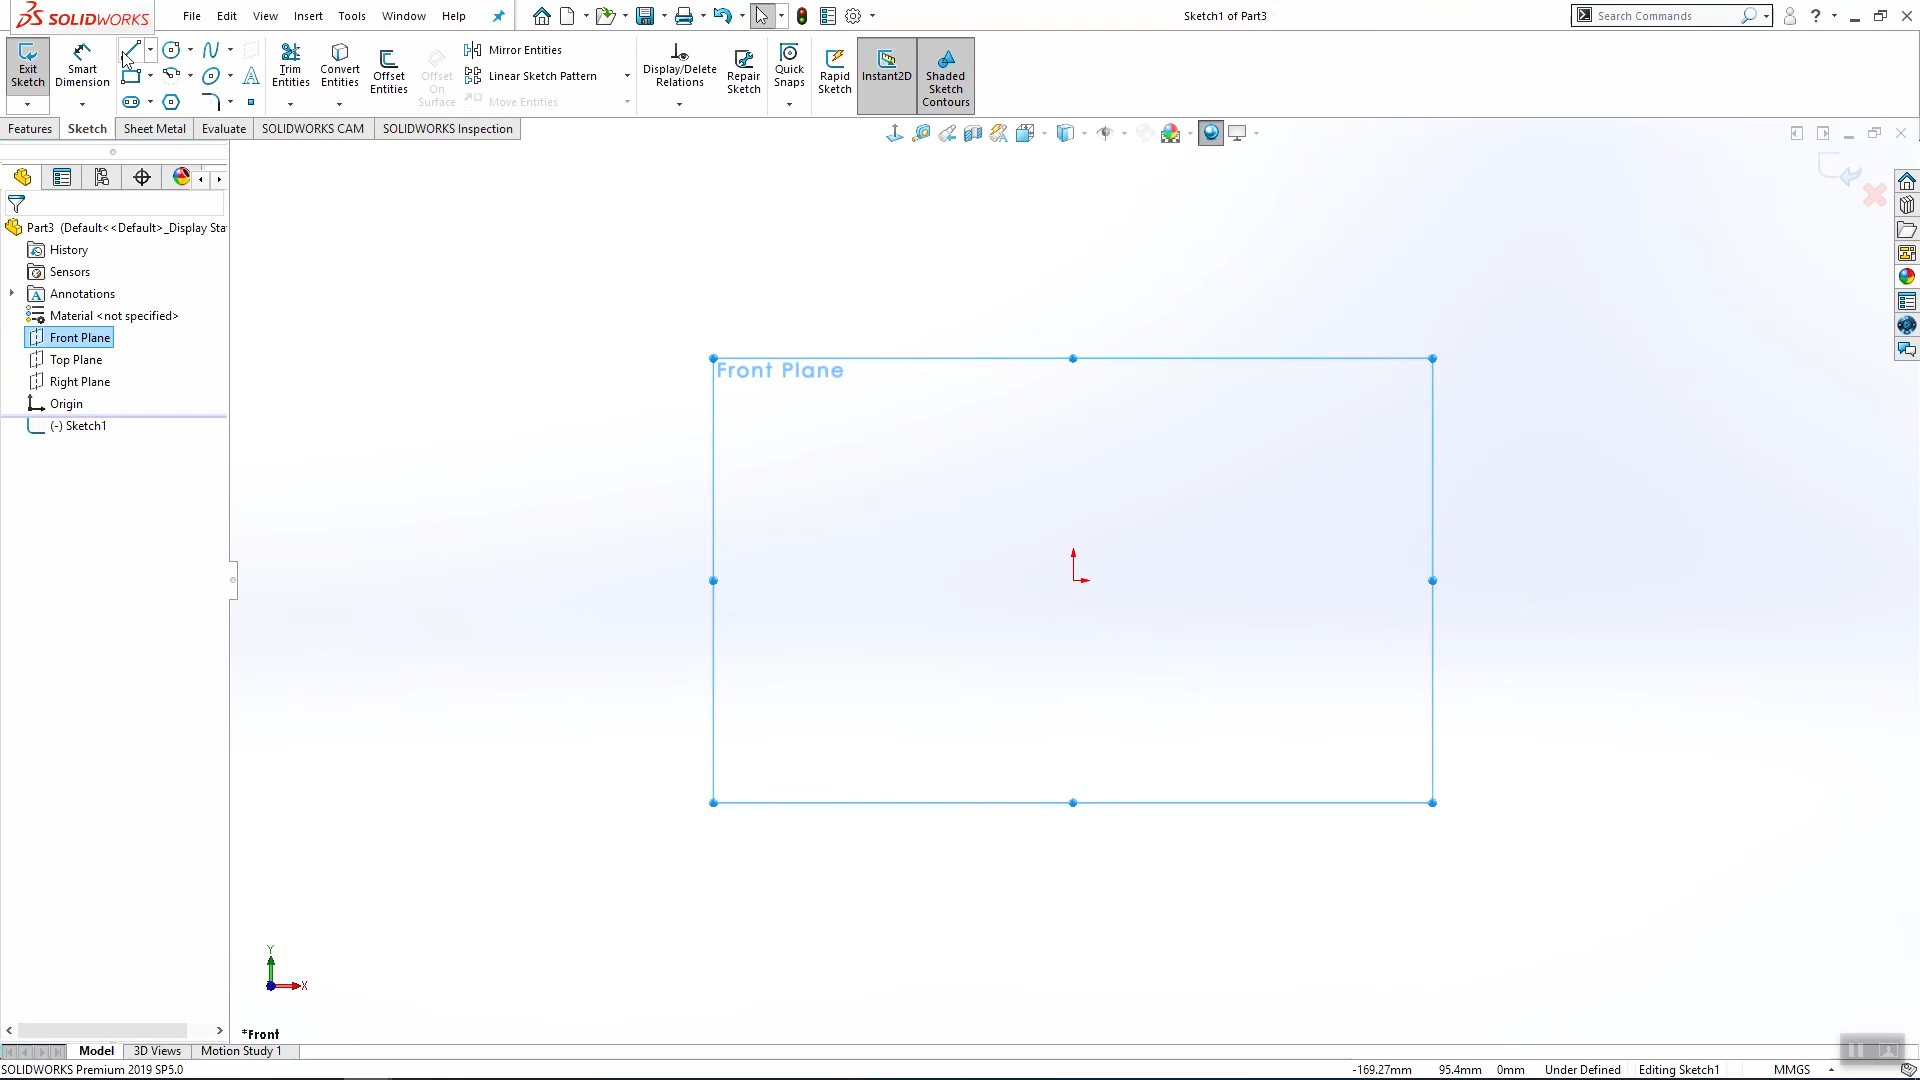 SOLIDWORKS File Edit View Insert Tools Window Help Sketch1 of Part3 Search Commands ?
Exit Sketch
Smart Dimension
Trim Entities
Convert Entities
Offset Entities
Offset On Surface
Mirror Entities
Linear Sketch Pattern
Move Entities
Display/Delete Relations
Repair Sketch
Quick Snaps
Rapid Sketch
Instant2D
Shaded Sketch Contours
Features Sketch Sheet Metal Evaluate SOLIDWORKS CAM SOLIDWORKS Inspection
Part3 (Default<<Default>_Display Sta
History
Sensors
Annotations
Material <not specified>
Front Plane
Top Plane
Right Plane
Origin
(-) Sketch1
Front Plane
Y
X
*Front
Model 3D Views Motion Study 1
SOLIDWORKS Premium 2019 SP5.0 -169.27mm 95.4mm 0mm Under Defined Editing Sketch1 MMGS